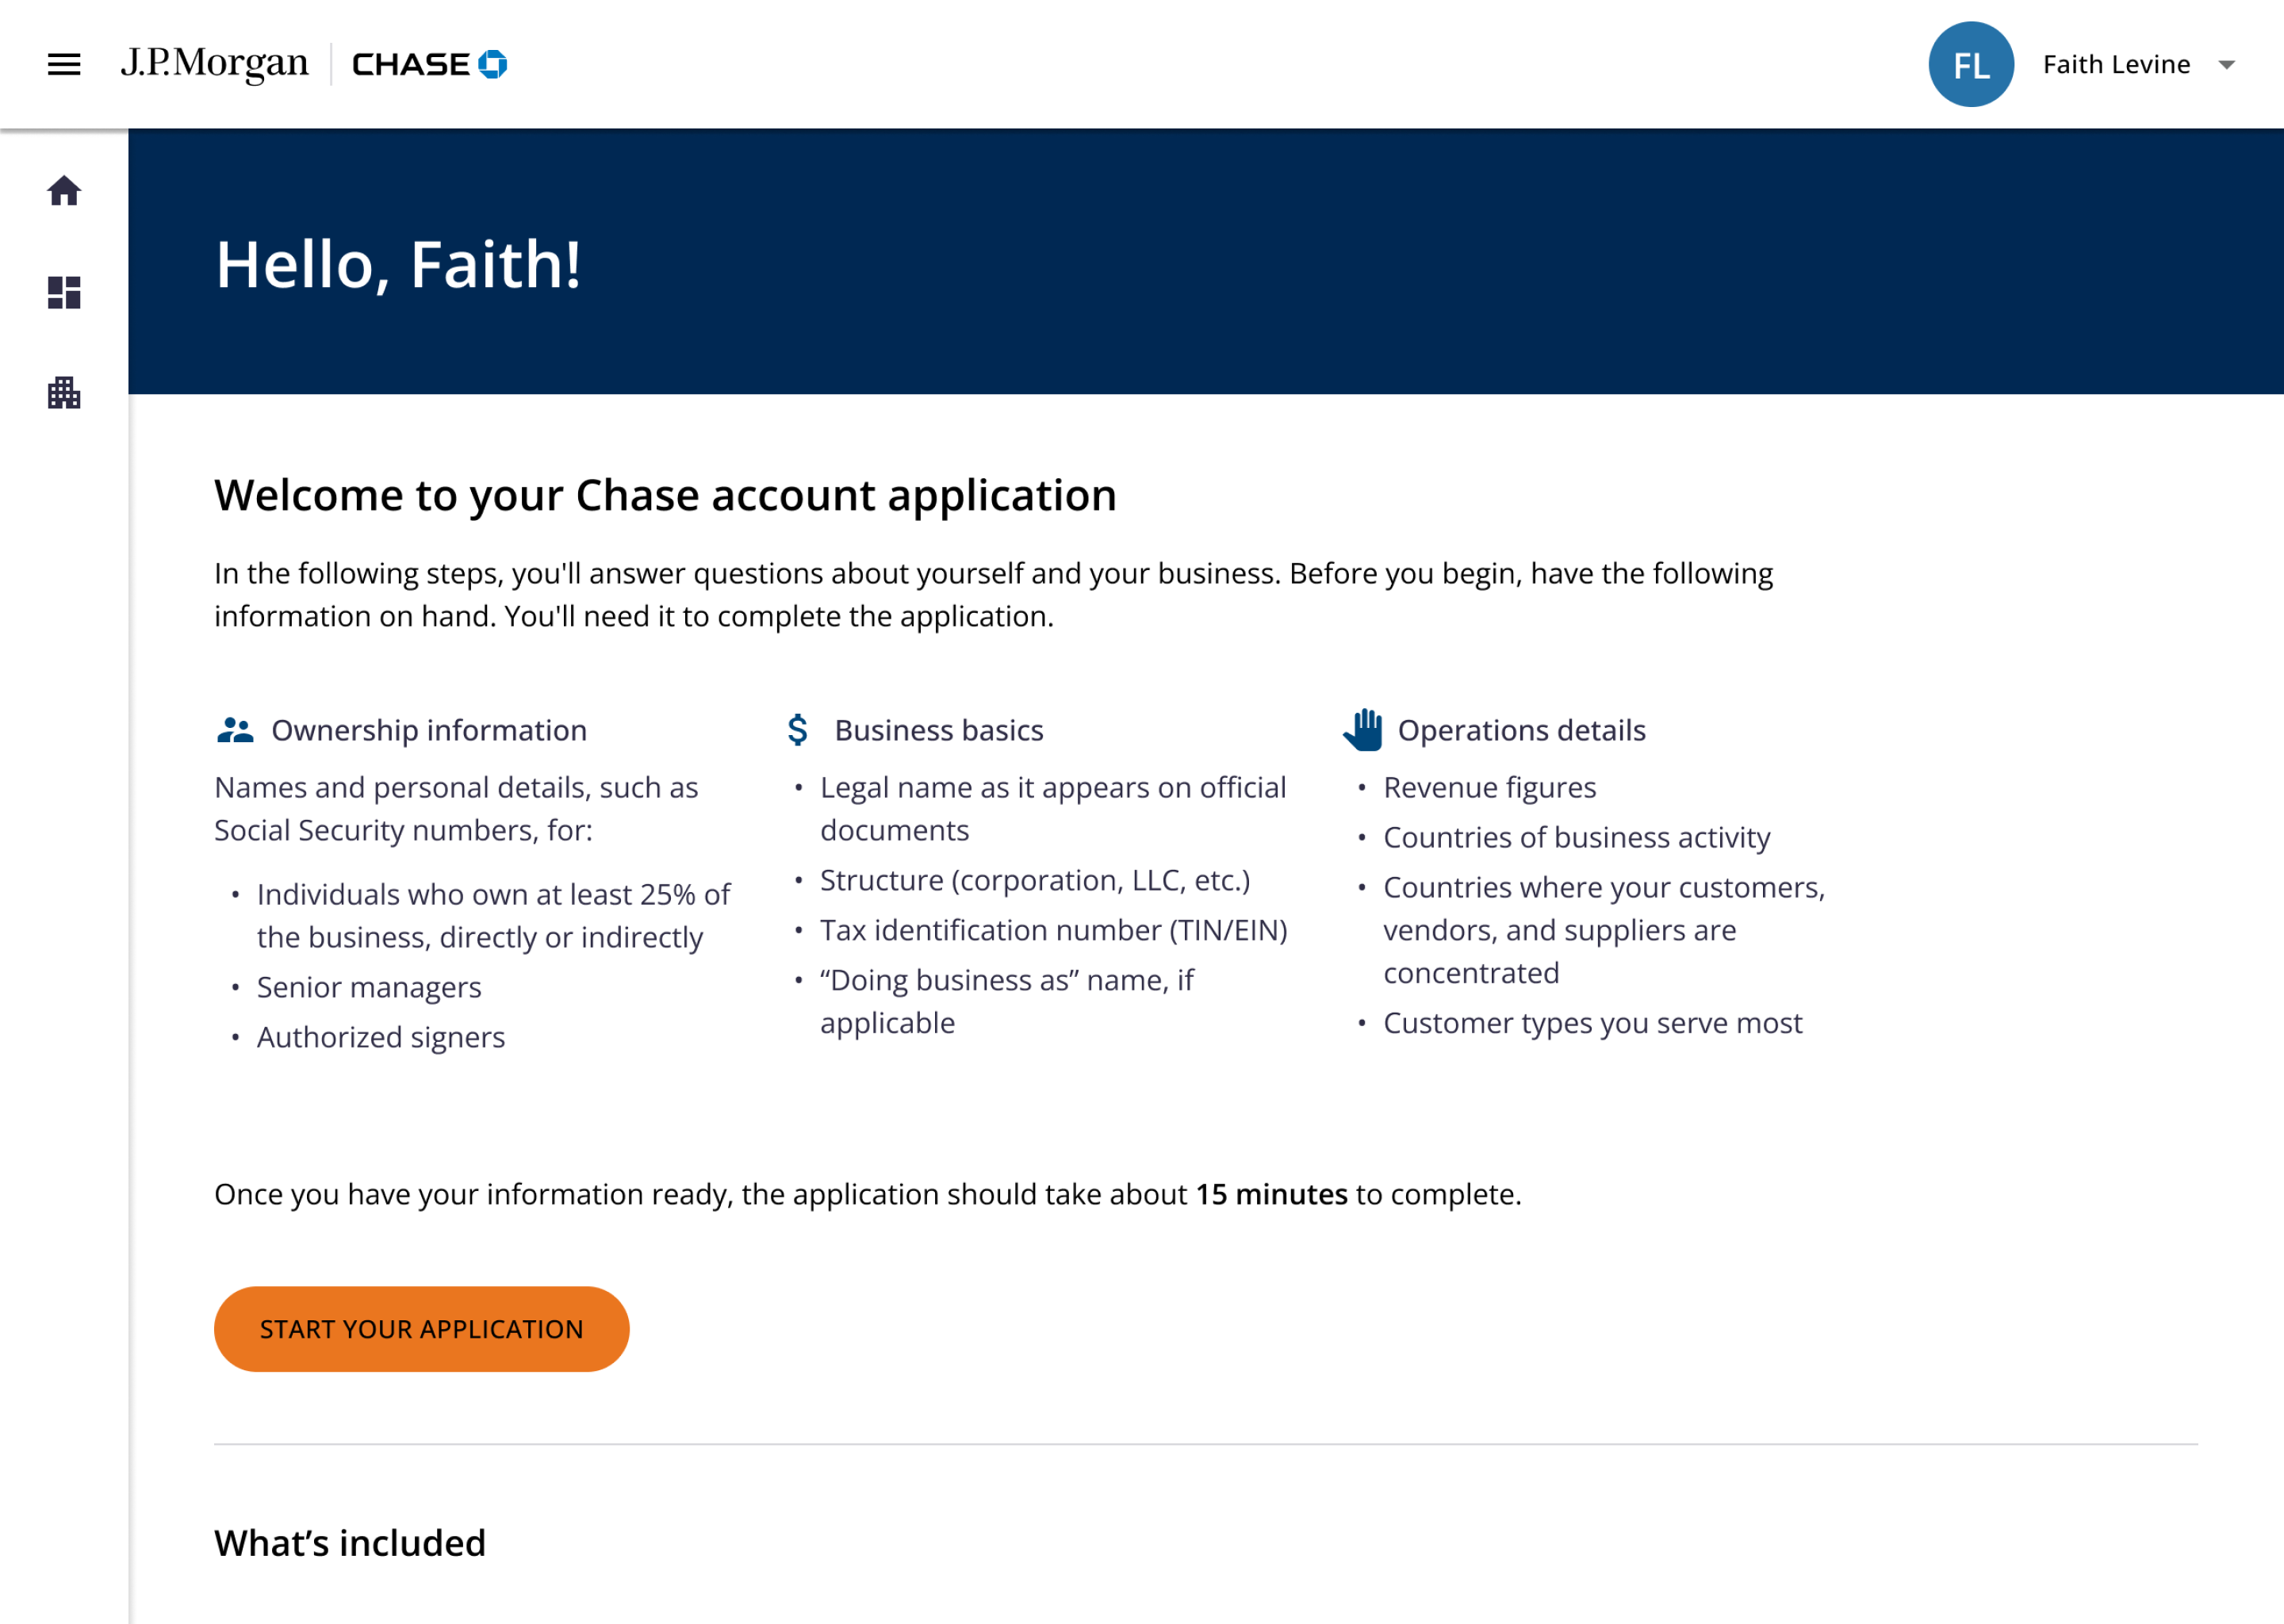 J.P.Morgan
CHASE
FL
Faith Levine
Hello, Faith!
Welcome to your Chase account application
In the following steps, you'll answer questions about yourself and your business. Before you begin, have the following
information on hand. You'll need it to complete the application.
Ownership information
Names and personal details, such as
Social Security numbers, for:
• Individuals who own at least 25% of
the business, directly or indirectly
• Senior managers
• Authorized signers
Business basics
• Legal name as it appears on official
documents
• Structure (corporation, LLC, etc.)
• Tax identification number (TIN/EIN)
• “Doing business as” name, if
applicable
Operations details
• Revenue figures
• Countries of business activity
• Countries where your customers,
vendors, and suppliers are
concentrated
• Customer types you serve most
Once you have your information ready, the application should take about 15 minutes to complete.
START YOUR APPLICATION
What’s included